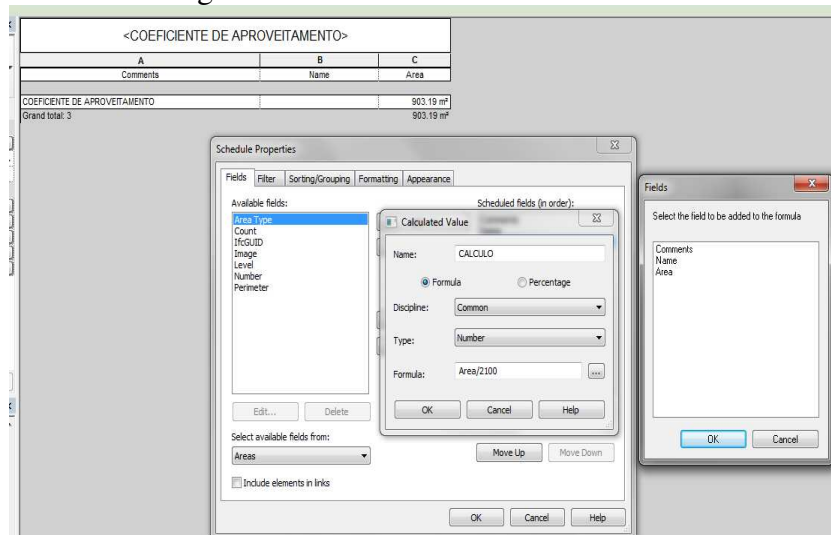 <COEFICIENTE DE APROVEITAMENTO>
A B C
Comments Name Area
COEFICIENTE DE APROVEITAMENTO 903.19 m²
Grand total: 3 903.19 m²
Schedule Properties
Fields Filter Sorting/Grouping Formatting Appearance
Available fields: Scheduled fields (in order):
Area Type
Count
IfcGUID
Image
Level
Number
Perimeter
Edit... Delete
Select available fields from:
Areas
Move Up Move Down
Include elements in links
OK Cancel Help
Calculated Value
Name: CALCULO
Formula Percentage
Discipline: Common
Type: Number
Formula: Area/2100 ...
OK Cancel Help
Fields
Select the field to be added to the formula
Comments
Name
Area
OK Cancel